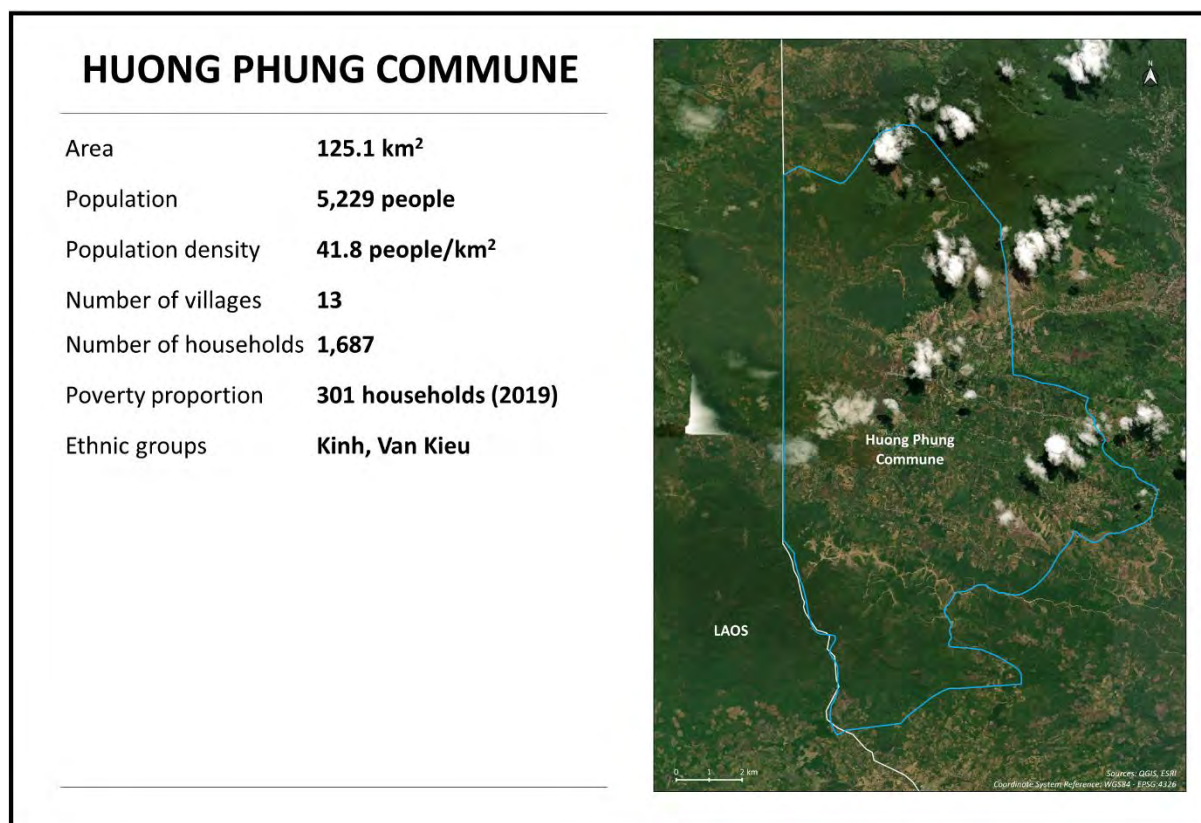 HUONG PHUNG COMMUNE
Area 125.1 km²
Population 5,229 people
Population density 41.8 people/km²
Number of villages 13
Number of households 1,687
Poverty proportion 301 households (2019)
Ethnic groups Kinh, Van Kieu
N
Huong Phung
Commune
LAOS
0 1 2 km
Sources: QGIS, ESRI
Coordinate System Reference: WGS84 - EPSG:4326